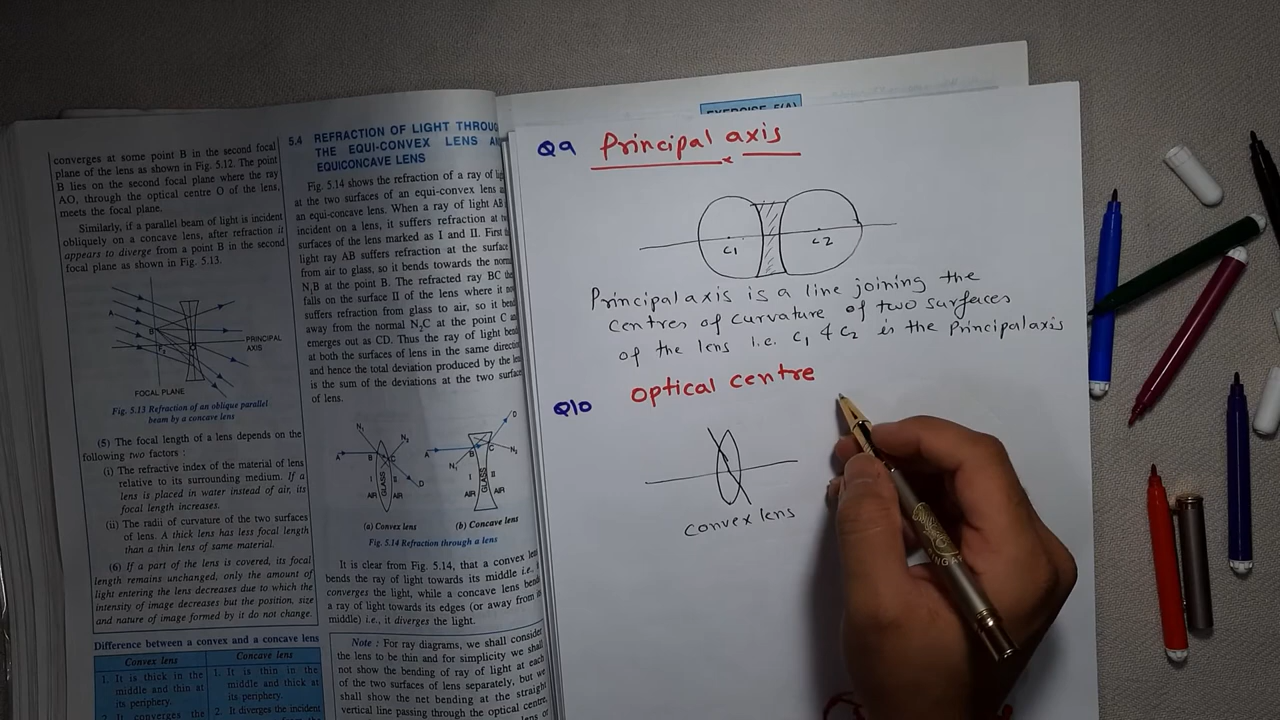 converges at some point B in the second focal
plane of the lens as shown in Fig. 5.12. The point
B lies on the second focal plane where the ray
AO, through the optical centre O of the lens,
meets the focal plane.
Similarly, if a parallel beam of light is incident
obliquely on a concave lens, after refraction it
appears to diverge from a point B in the second
focal plane as shown in Fig. 5.13.
A
B
PRINCIPAL
AXIS
FOCAL PLANE
Fig. 5.13 Refraction of an oblique parallel
beam by a concave lens
(5) The focal length of a lens depends on the
following two factors :
(i) The refractive index of the material of lens
relative to its surrounding medium. If a
lens is placed in water instead of air, its
focal length increases.
(ii) The radii of curvature of the two surfaces
of lens. A thick lens has less focal length
than a thin lens of same material.
(6) If a part of the lens is covered, its focal
length remains unchanged, only the amount of
light entering the lens decreases due to which the
intensity of image decreases but the position, size
and nature of image formed by it do not change.
Difference between a convex and a concave lens
Convex lens
Concave lens
1. It is thick in the
middle and thin at
its periphery.
1. It is thin in the
middle and thick at
its periphery.
2. It converges the
2. It diverges the incident
5.4 REFRACTION OF LIGHT THROUG
THE EQUI-CONVEX LENS A
EQUICONCAVE LENS
Fig. 5.14 shows the refraction of a ray of
at the two surfaces of an equi-convex lens
an equi-concave lens. When a ray of light AB
incident on a lens, it suffers refraction at
surfaces of the lens marked as I and II. First
light ray AB suffers refraction at the surface
from air to glass, so it bends towards the
N₁B at the point B. The refracted ray BC
falls on the surface II of the lens where it
suffers refraction from glass to air, so it
away from the normal N₂C at the point C
emerges out as CD. Thus the ray of light
at both the surfaces of lens in the same
and hence the total deviation produced by the
is the sum of the deviations at the two
of lens.
N₁
N₂
A
B
C
D
I
II
GLASS
AIR
AIR
A
B
C
D
N₁
N₂
I
II
GLASS
AIR
AIR
(a) Convex lens
(b) Concave lens
Fig. 5.14 Refraction through a lens
It is clear from Fig. 5.14, that a convex
bends the ray of light towards its middle i.e.
converges the light, while a concave lens
a ray of light towards its edges (or away from
middle) i.e., it diverges the light.
Note : For ray diagrams, we shall consider
the lens to be thin and for simplicity we shall
not show the bending of ray of light at each
of the two surfaces of lens separately, but we
shall show the net bending at the straight
vertical line passing through the optical centre,
lens or
EXERCISE 5(A)
Q9 Principal axis
C1
C2
Principal axis is a line joining the
centres of curvature of two surfaces
of the lens i.e. C1 & C2 is the Principal axis
Q10 Optical centre
Convex lens